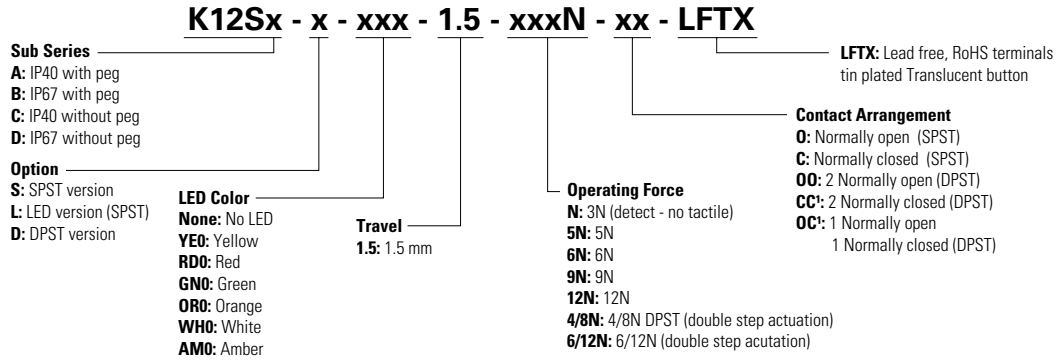 K12Sx - x - xxx - 1.5 - xxxN - xx - LFTX
Sub Series
A: IP40 with peg
B: IP67 with peg
C: IP40 without peg
D: IP67 without peg
Option
S: SPST version
L: LED version (SPST)
D: DPST version
LED Color
None: No LED
YE0: Yellow
RD0: Red
GN0: Green
OR0: Orange
WH0: White
AM0: Amber
Travel
1.5: 1.5 mm
Operating Force
N: 3N (detect - no tactile)
5N: 5N
6N: 6N
9N: 9N
12N: 12N
4/8N: 4/8N DPST (double step actuation)
6/12N: 6/12N (double step acutation)
Contact Arrangement
O: Normally open (SPST)
C: Normally closed (SPST)
OO: 2 Normally open (DPST)
CC¹: 2 Normally closed (DPST)
OC¹: 1 Normally open
1 Normally closed (DPST)
LFTX: Lead free, RoHS terminals
tin plated Translucent button